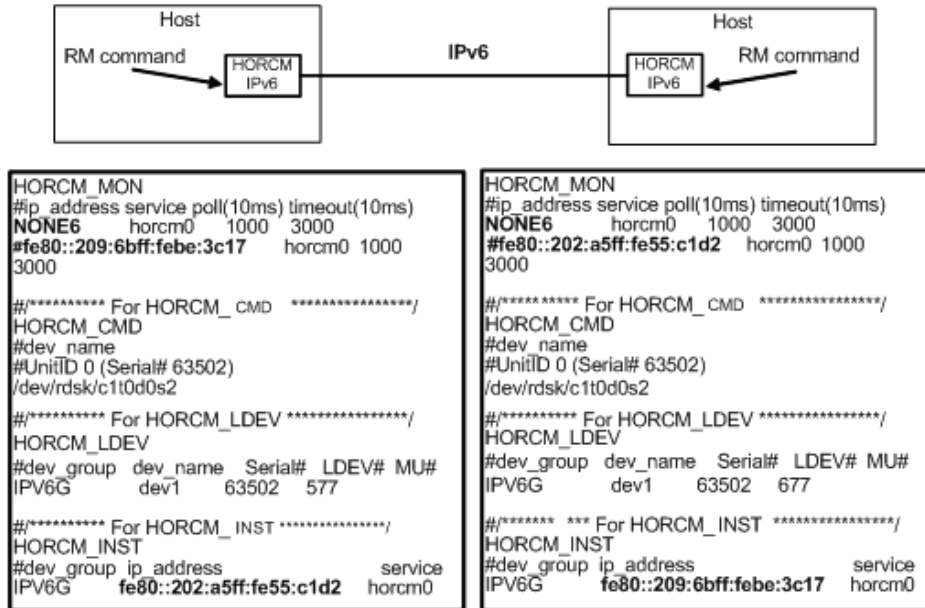 Host
RM command
HORCM
IPv6
IPv6
Host
HORCM
IPv6
RM command
HORCM_MON
#ip_address service poll(10ms) timeout(10ms)
NONE6 horcm0 1000 3000
#fe80::209:6bff:febe:3c17 horcm0 1000
3000
#/********** For HORCM_ CMD ****************/
HORCM_CMD
#dev_name
#UnitID 0 (Serial# 63502)
/dev/rdsk/c1t0d0s2
#/********** For HORCM_LDEV ****************/
HORCM_LDEV
#dev_group dev_name Serial# LDEV# MU#
IPV6G dev1 63502 577
#/********** For HORCM_ INST ****************/
HORCM_INST
#dev_group ip_address service
IPV6G fe80::202:a5ff:fe55:c1d2 horcm0
HORCM_MON
#ip_address service poll(10ms) timeout(10ms)
NONE6 horcm0 1000 3000
#fe80::202:a5ff:fe55:c1d2 horcm0 1000
3000
#/********** For HORCM_ CMD ****************/
HORCM_CMD
#dev_name
#UnitID 0 (Serial# 63502)
/dev/rdsk/c1t0d0s2
#/********** For HORCM_LDEV ****************/
HORCM_LDEV
#dev_group dev_name Serial# LDEV# MU#
IPV6G dev1 63502 677
#/******* *** For HORCM_INST ****************/
HORCM_INST
#dev_group ip_address service
IPV6G fe80::209:6bff:febe:3c17 horcm0